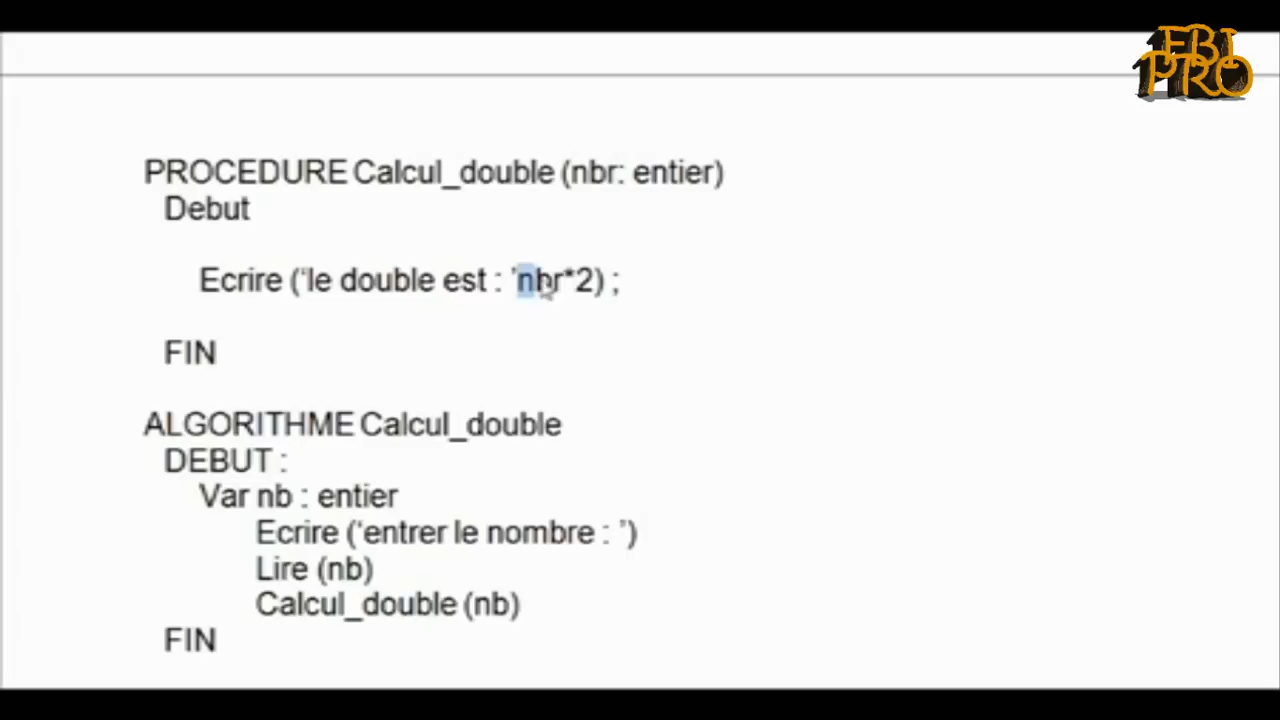 FBI
PRO
PROCEDURE Calcul_double (nbr: entier)
Debut
Ecrire (‘le double est : ’nbr*2) ;
FIN
ALGORITHME Calcul_double
DEBUT :
Var nb : entier
Ecrire (‘entrer le nombre : ’)
Lire (nb)
Calcul_double (nb)
FIN